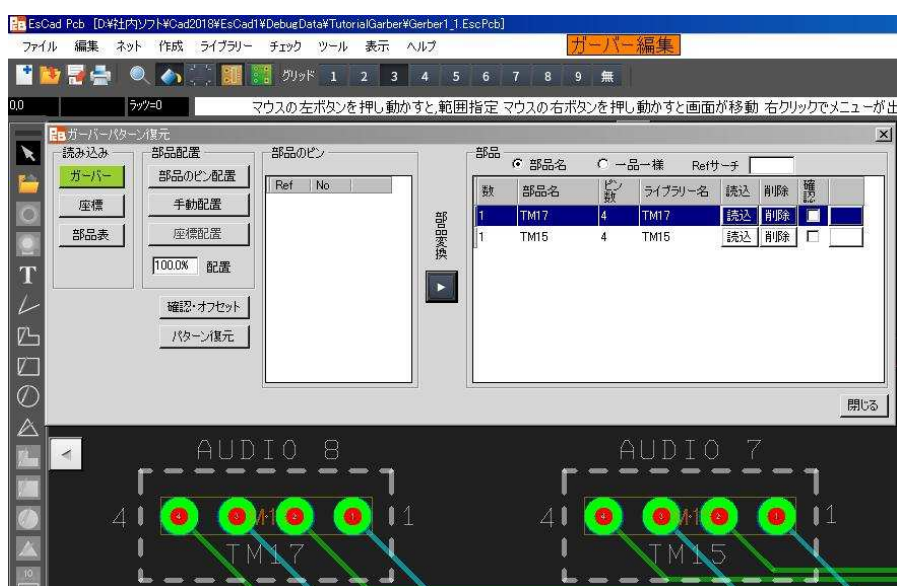 EsCad Pcb [D:¥社内ソフト¥Cad2018¥EsCad1¥DebugData¥TutorialGarber¥Gerber1_1.EscPcb]
ファイル 編集 ネット 作成 ライブラリー チェック ツール 表示 ヘルプ ガーバー編集
グリッド 1 2 3 4 5 6 7 8 9 無
0,0 ラッツ=0 マウスの左ボタンを押し動かすと,範囲指定 マウスの右ボタンを押し動かすと画面が移動 右クリックでメニューが出
ガーバーパターン復元
読み込み 部品配置 部品のピン 部品
部品名 一品一様 Refサーチ
ガーバー 部品のピン配置 Ref No 数 部品名 ピン数 ライブラリー名 読込 削除 確認
座標 手動配置 1 TM17 4 TM17 読込 削除
部品表 座標配置 1 TM15 4 TM15 読込 削除
部品変換
100.0% 配置
確認・オフセット
パターン復元
閉じる
T
AUDIO 8 AUDIO 7
4 4 3 2 1 1 4 4 3 2 1 1
TM17 TM15
10